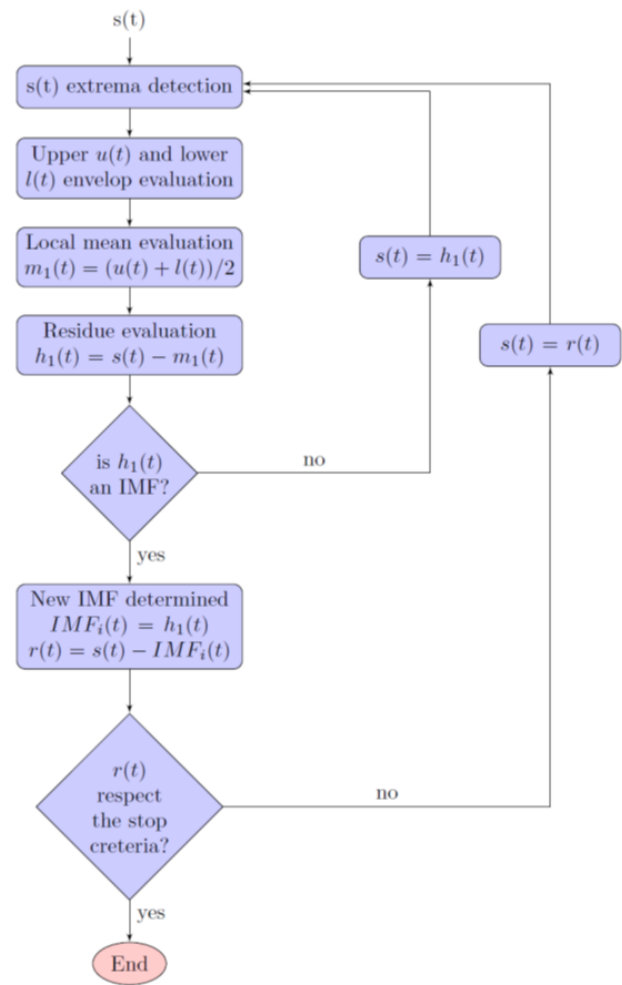 s(t)
s(t) extrema detection
Upper u(t) and lower
l(t) envelop evaluation
Local mean evaluation
m₁(t) = (u(t) + l(t))/2
s(t) = h₁(t)
Residue evaluation
h₁(t) = s(t) − m₁(t)
s(t) = r(t)
is h₁(t)
an IMF?
no
yes
New IMF determined
IMFᵢ(t) = h₁(t)
r(t) = s(t) − IMFᵢ(t)
r(t)
respect
the stop
creteria?
no
yes
End